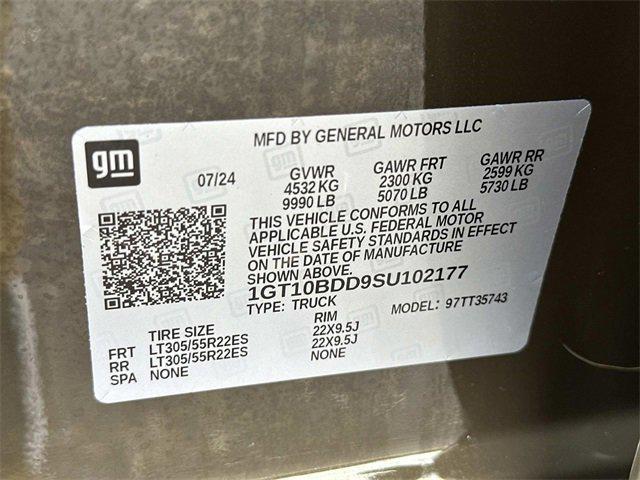 gm
MFD BY GENERAL MOTORS LLC
07/24 GVWR GAWR FRT GAWR RR
4532 KG 2300 KG 2599 KG
9990 LB 5070 LB 5730 LB
THIS VEHICLE CONFORMS TO ALL
APPLICABLE U.S. FEDERAL MOTOR
VEHICLE SAFETY STANDARDS IN EFFECT
ON THE DATE OF MANUFACTURE
SHOWN ABOVE.
1GT10BDD9SU102177
TYPE: TRUCK MODEL: 97TT35743
TIRE SIZE RIM
FRT LT305/55R22ES 22X9.5J
RR LT305/55R22ES 22X9.5J
SPA NONE NONE